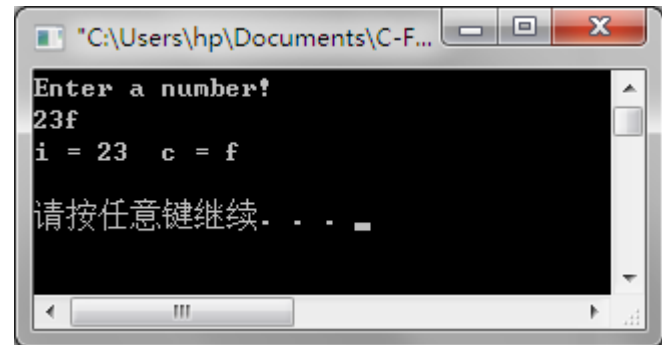 "C:\Users\hp\Documents\C-F...
Enter a number!
23f
i = 23  c = f
请按任意键继续. . .